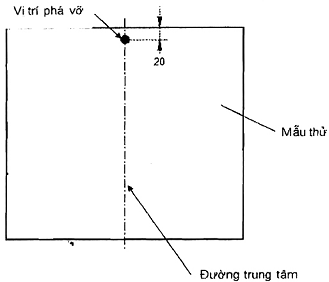 Vị trí phá vỡ
20
Mẫu thử
Đường trung tâm